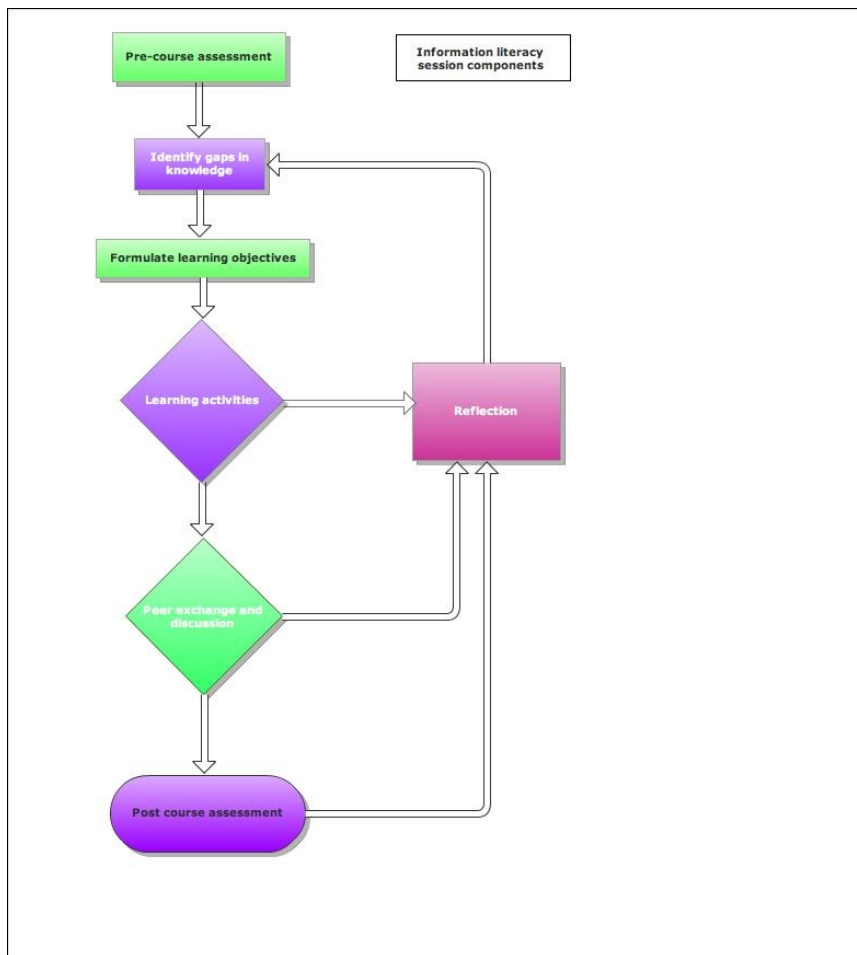 Pre-course assessment
Information literacy
session components
Identify gaps in
knowledge
Formulate learning objectives
Learning activities
Reflection
Peer exchange and
discussion
Post course assessment